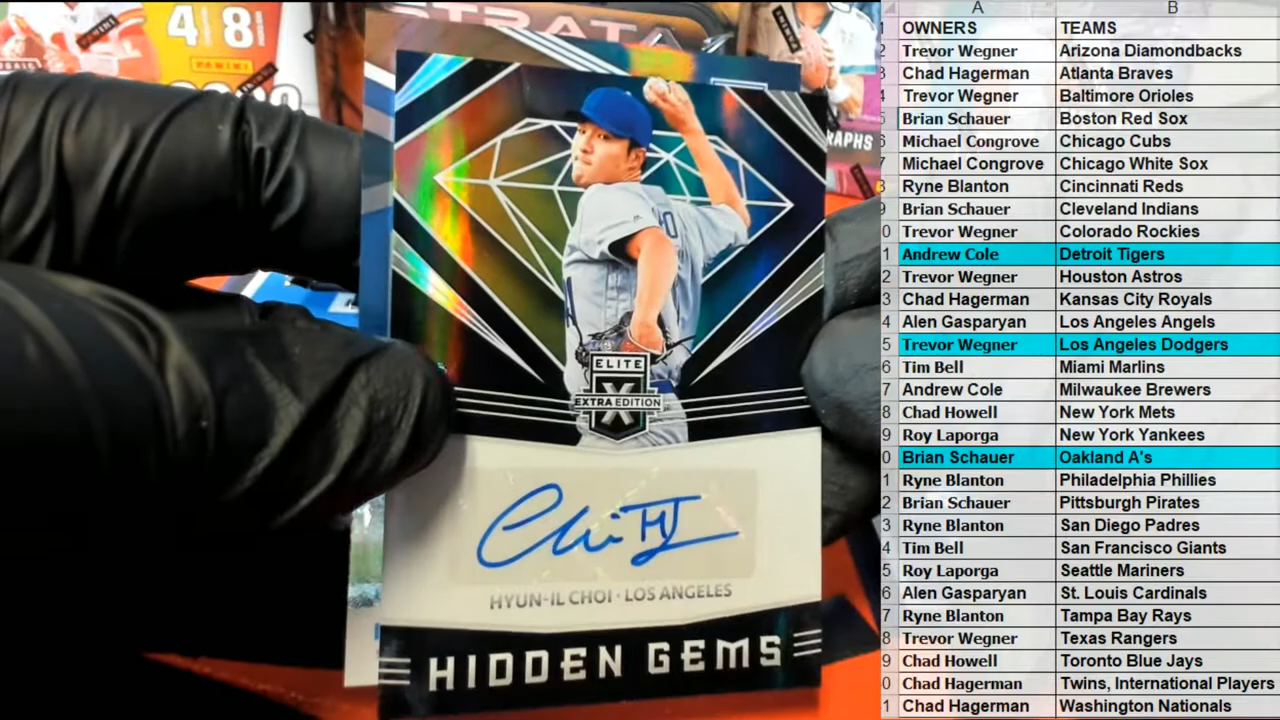 STRATA
4 8
PANINI
PANINI
RAPHS
ELITE
X
EXTRA EDITION
Chi HJ
HYUN-IL CHOI · LOS ANGELES
HIDDEN GEMS
A B
1 OWNERS TEAMS
2 Trevor Wegner Arizona Diamondbacks
3 Chad Hagerman Atlanta Braves
4 Trevor Wegner Baltimore Orioles
5 Brian Schauer Boston Red Sox
6 Michael Congrove Chicago Cubs
7 Michael Congrove Chicago White Sox
8 Ryne Blanton Cincinnati Reds
9 Brian Schauer Cleveland Indians
0 Trevor Wegner Colorado Rockies
1 Andrew Cole Detroit Tigers
2 Trevor Wegner Houston Astros
3 Chad Hagerman Kansas City Royals
4 Alen Gasparyan Los Angeles Angels
5 Trevor Wegner Los Angeles Dodgers
6 Tim Bell Miami Marlins
7 Andrew Cole Milwaukee Brewers
8 Chad Howell New York Mets
9 Roy Laporga New York Yankees
0 Brian Schauer Oakland A's
1 Ryne Blanton Philadelphia Phillies
2 Brian Schauer Pittsburgh Pirates
3 Ryne Blanton San Diego Padres
4 Tim Bell San Francisco Giants
5 Roy Laporga Seattle Mariners
6 Alen Gasparyan St. Louis Cardinals
7 Ryne Blanton Tampa Bay Rays
8 Trevor Wegner Texas Rangers
9 Chad Howell Toronto Blue Jays
0 Chad Hagerman Twins, International Players
1 Chad Hagerman Washington Nationals